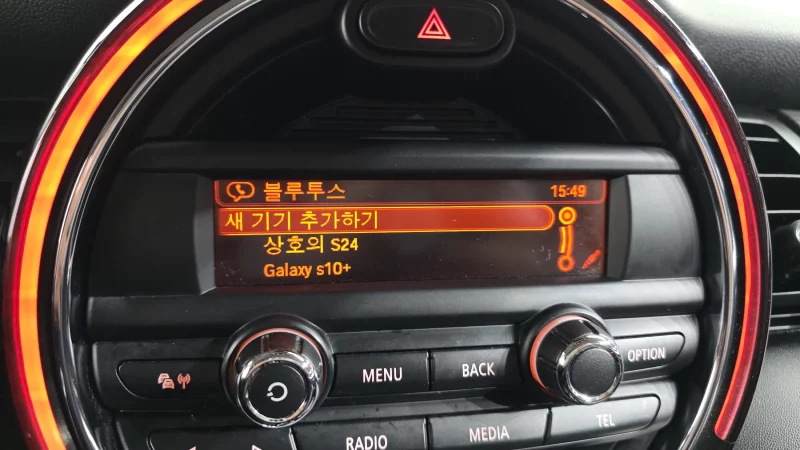 블루투스 15:49
새 기기 추가하기
상호의 S24
Galaxy s10+
MENU BACK OPTION
RADIO MEDIA TEL